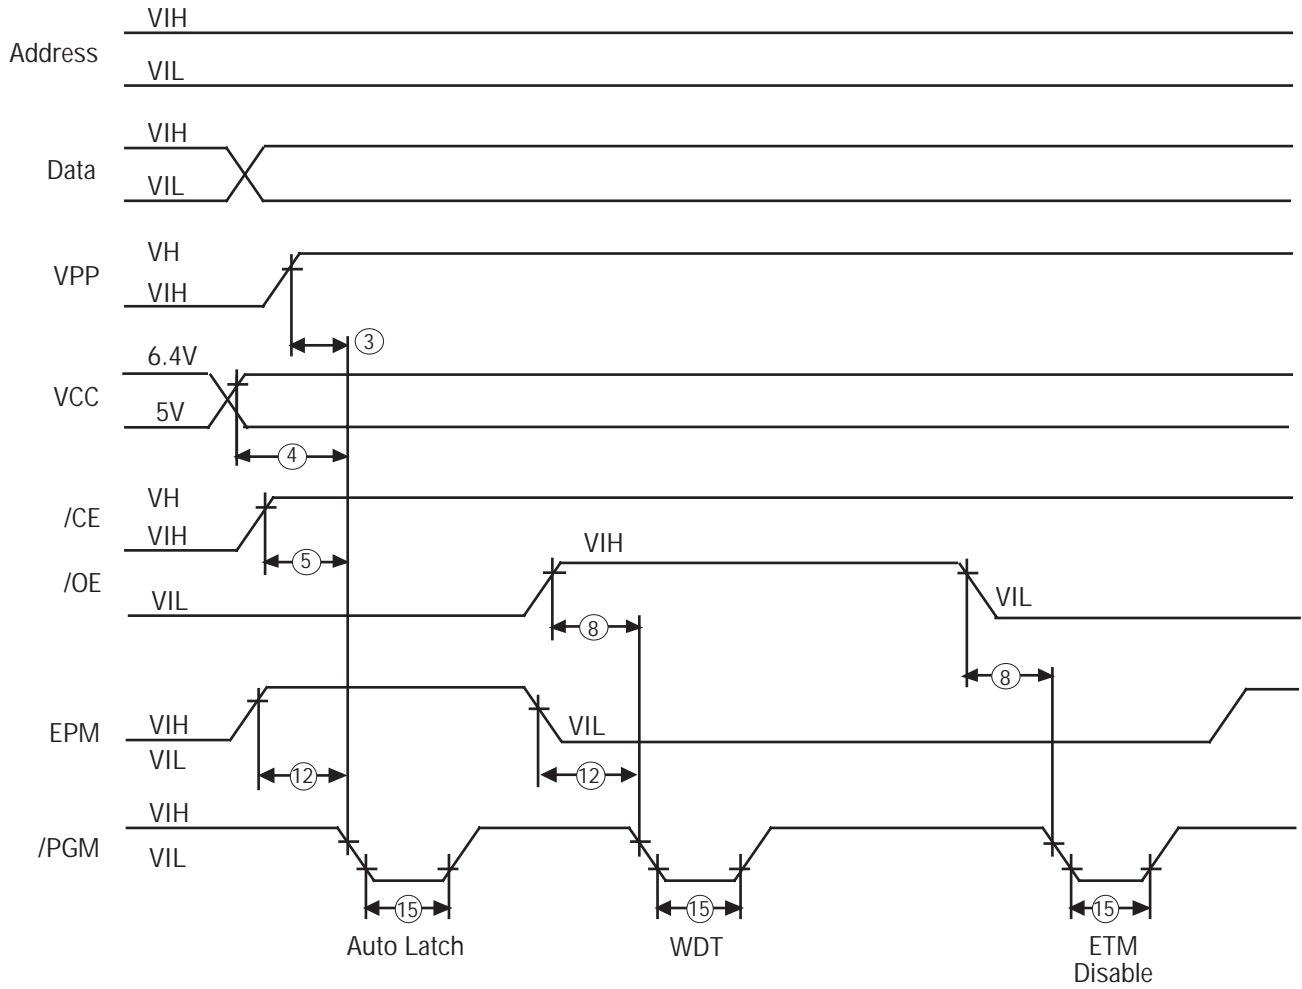 VIH
Address
VIL
VIH
Data
VIL
VH
VPP
VIH
3
6.4V
VCC
5V
4
VH
/CE
VIH
VIH
5
/OE
VIL
VIL
8
8
EPM
VIH
VIL
VIL
12
12
VIH
/PGM
VIL
15
15
15
Auto Latch
WDT
ETM
Disable